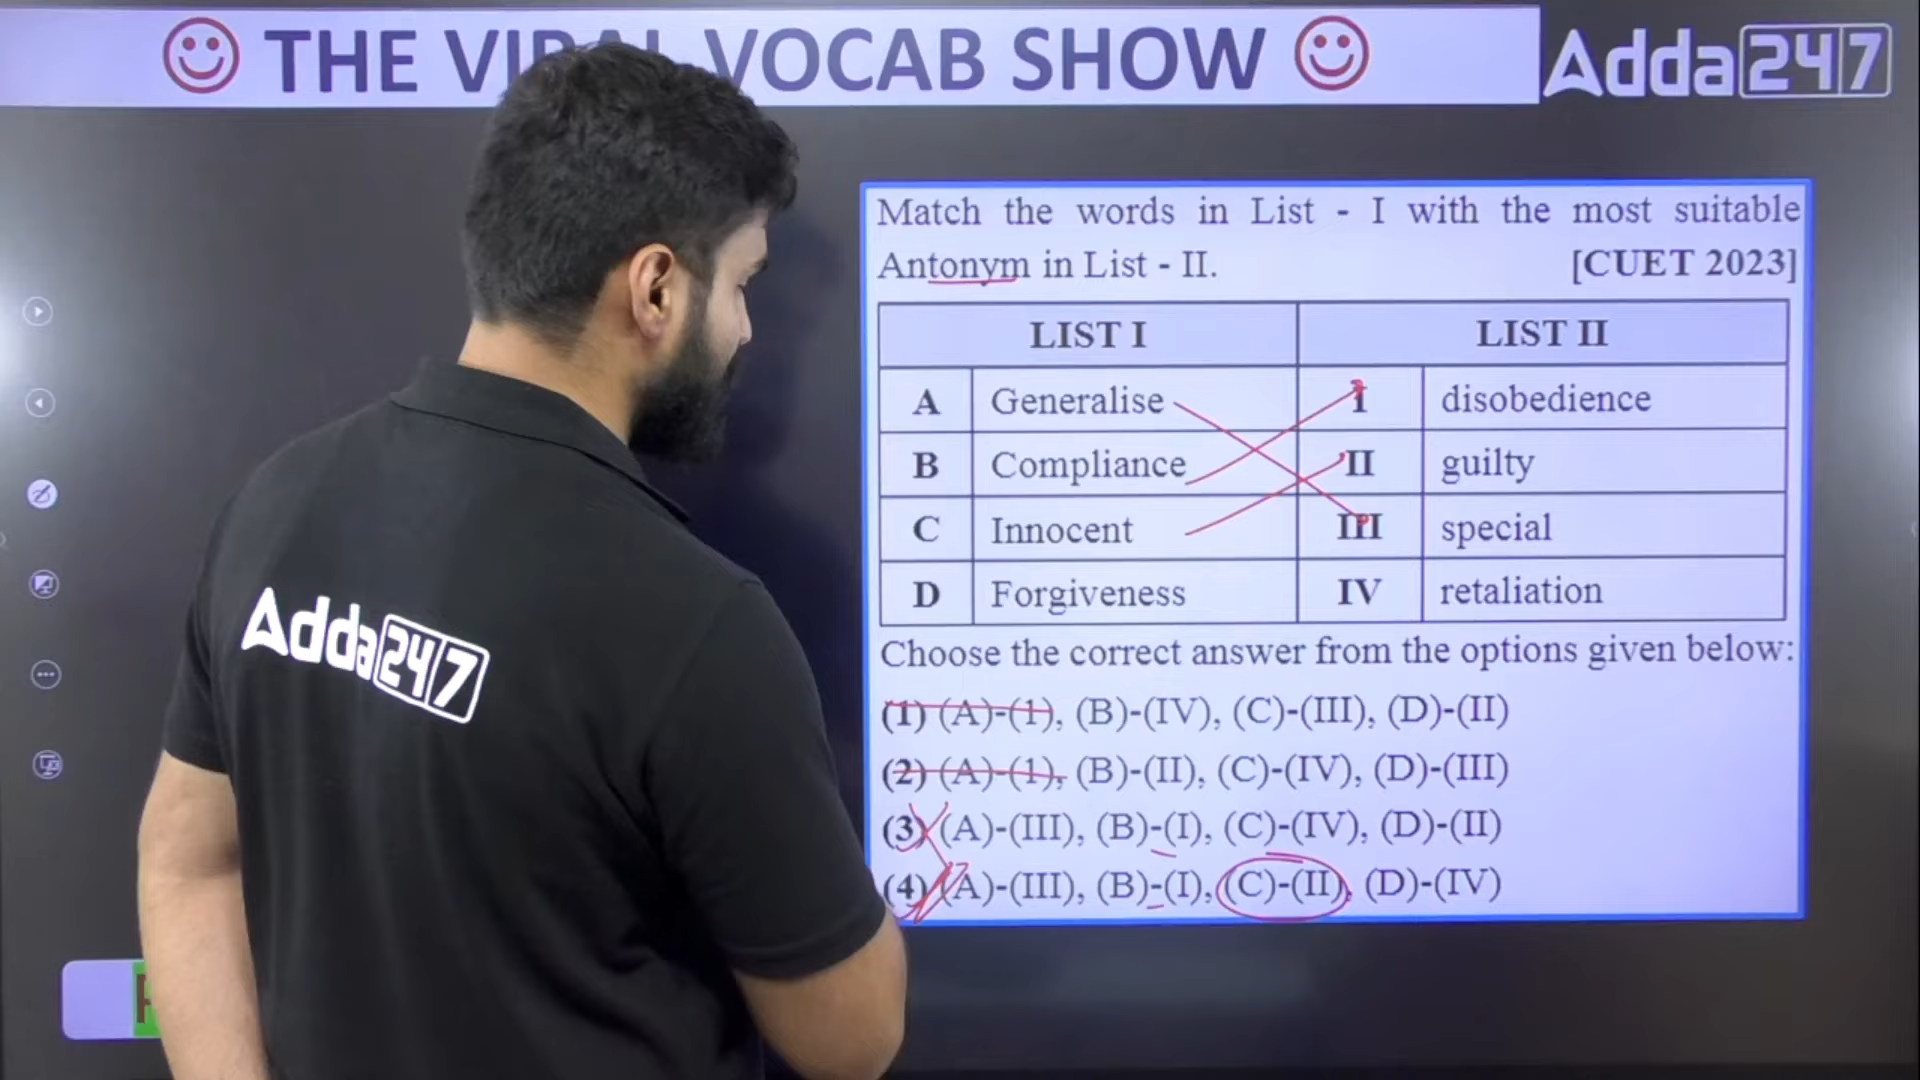 THE VIRAL VOCAB SHOW
Adda247
Match the words in List - I with the most suitable
Antonym in List - II. [CUET 2023]
LIST I LIST II
A Generalise I disobedience
B Compliance II guilty
C Innocent III special
D Forgiveness IV retaliation
Choose the correct answer from the options given below:
(1) (A)-(1), (B)-(IV), (C)-(III), (D)-(II)
(2) (A)-(1), (B)-(II), (C)-(IV), (D)-(III)
(3) (A)-(III), (B)-(I), (C)-(IV), (D)-(II)
(4) (A)-(III), (B)-(I), (C)-(II), (D)-(IV)
Adda247